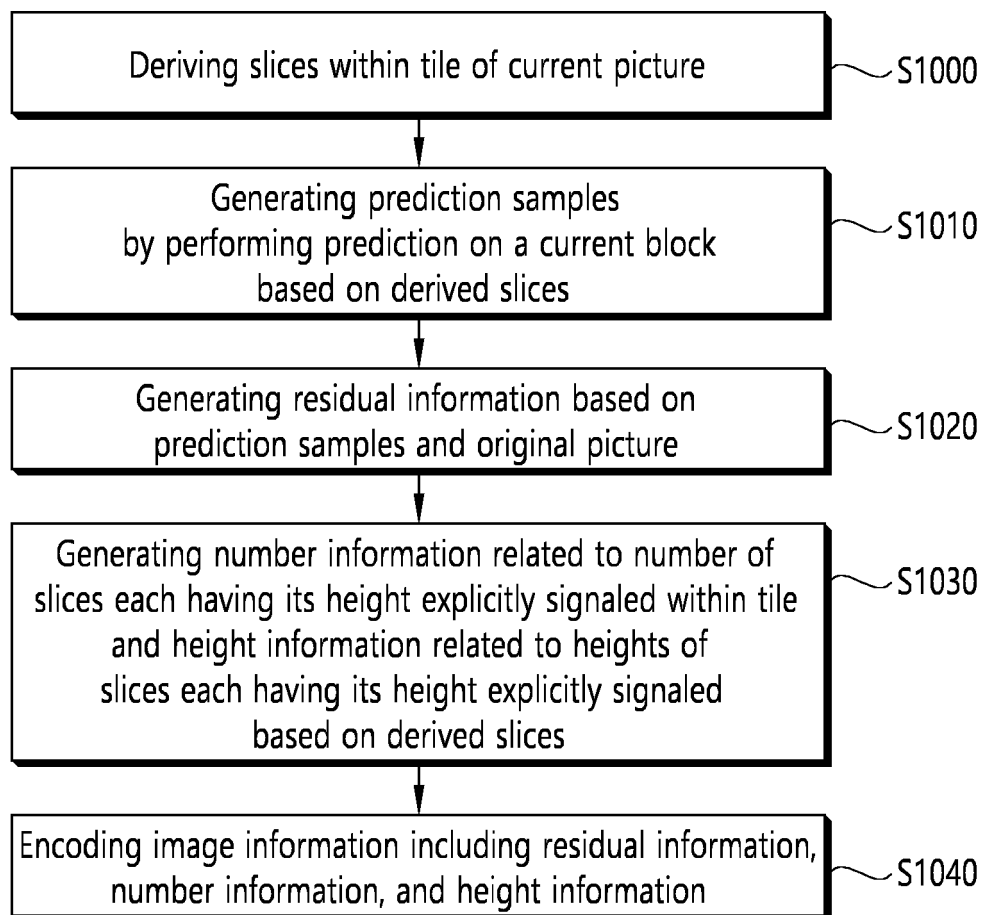 Deriving slices within tile of current picture
S1000
Generating prediction samples
by performing prediction on a current block
based on derived slices
S1010
Generating residual information based on
prediction samples and original picture
S1020
Generating number information related to number of
slices each having its height explicitly signaled within tile
and height information related to heights of
slices each having its height explicitly signaled
based on derived slices
S1030
Encoding image information including residual information,
number information, and height information
S1040